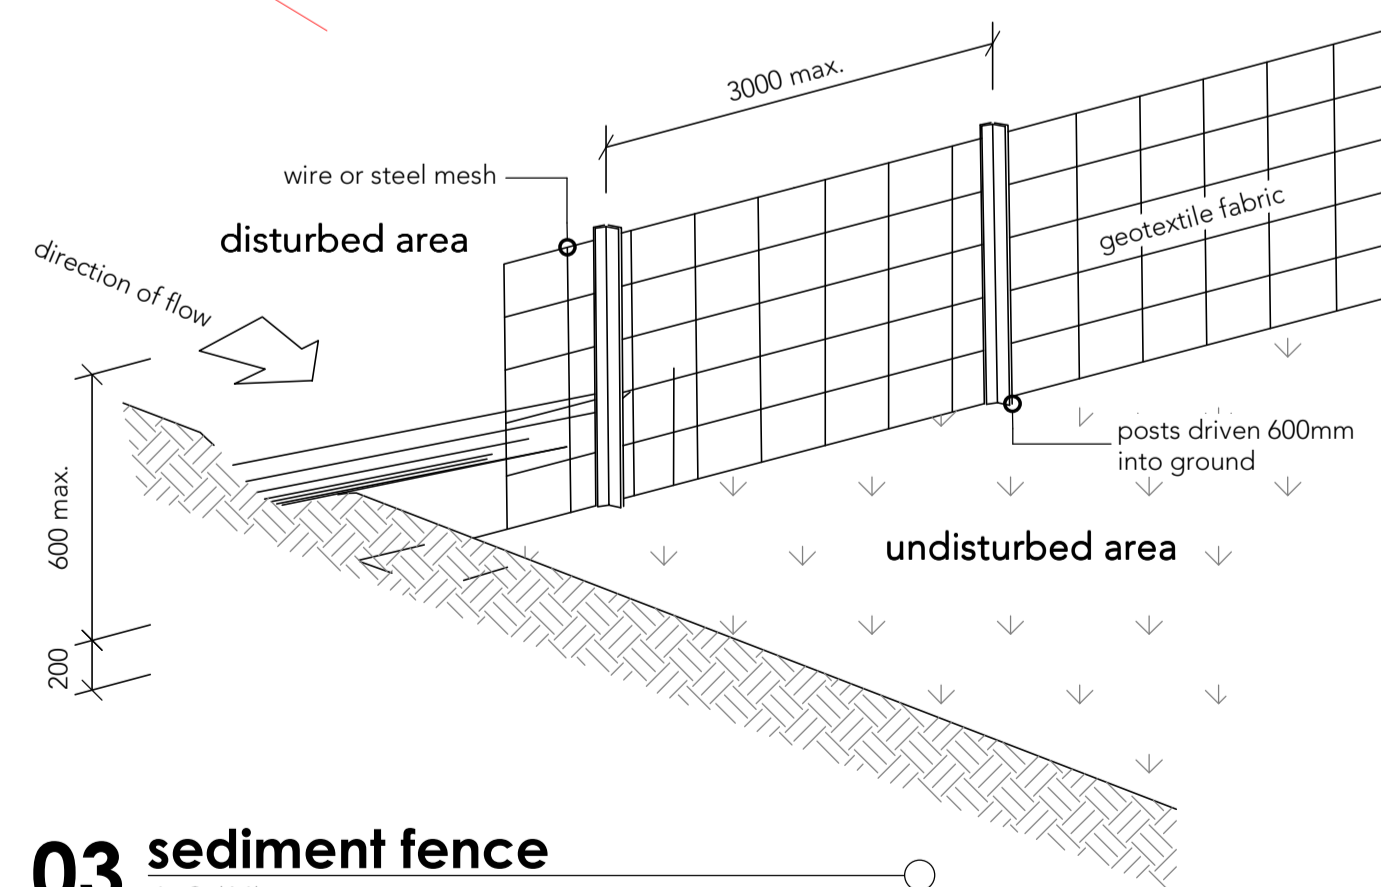 3000 max.
wire or steel mesh
disturbed area
geotextile fabric
direction of flow
posts driven 600mm
into ground
600 max.
undisturbed area
200
03 sediment fence